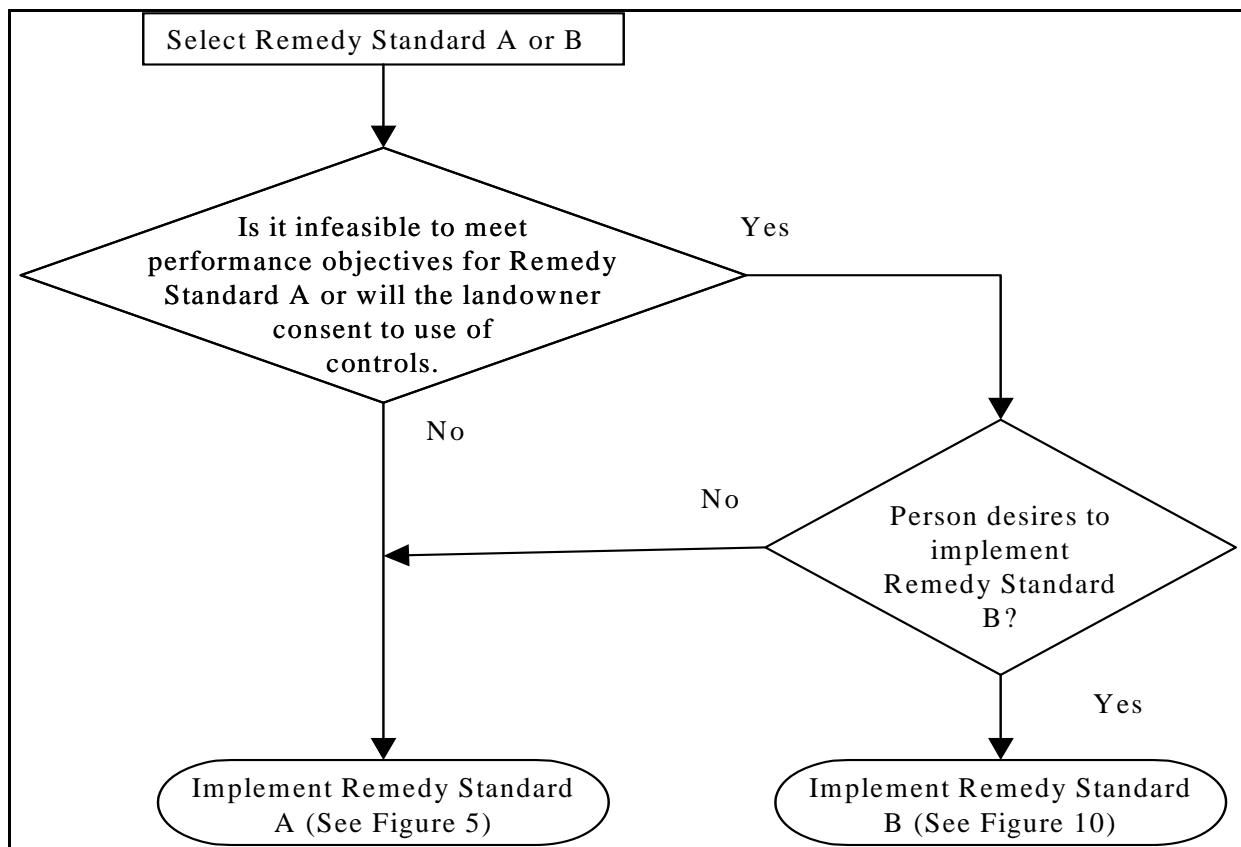 Select Remedy Standard A or B
Is it infeasible to meet
performance objectives for Remedy
Standard A or will the landowner
consent to use of
controls.
Yes
No
No
Person desires to
implement
Remedy Standard
B?
Yes
Implement Remedy Standard
A (See Figure 5)
Implement Remedy Standard
B (See Figure 10)